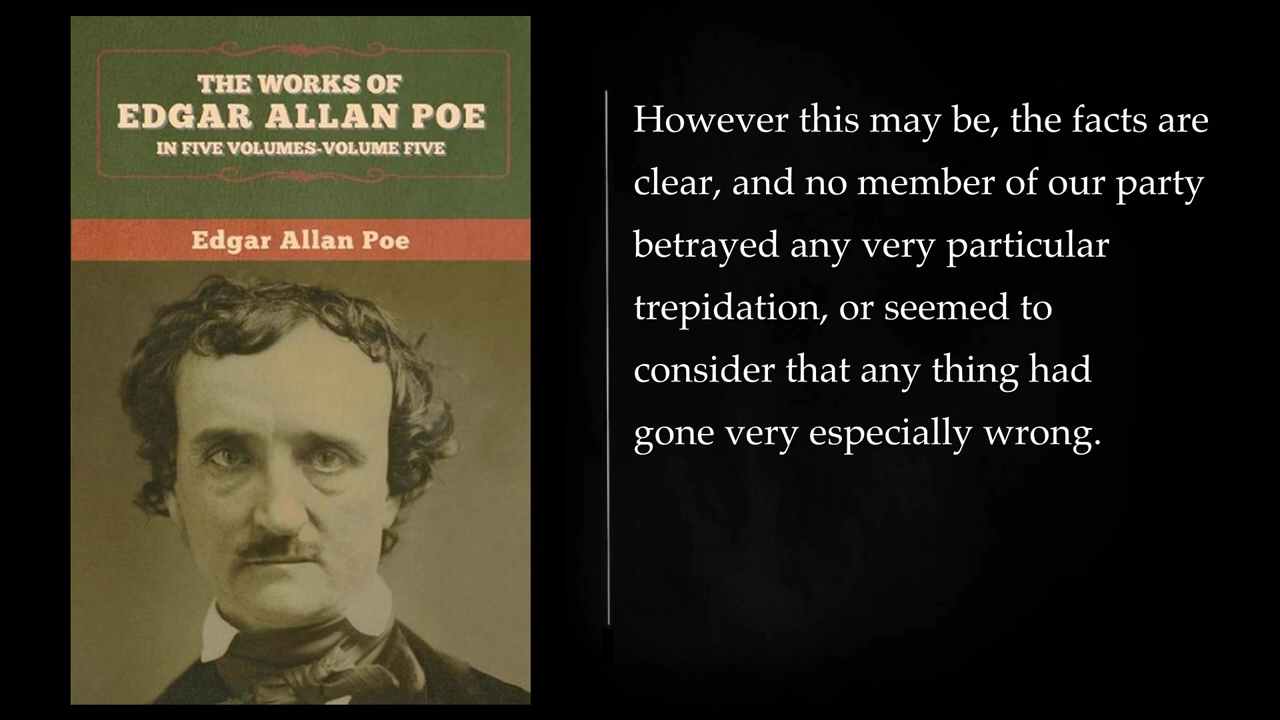 THE WORKS OF
EDGAR ALLAN POE
IN FIVE VOLUMES-VOLUME FIVE
Edgar Allan Poe
However this may be, the facts are
clear, and no member of our party
betrayed any very particular
trepidation, or seemed to
consider that any thing had
gone very especially wrong.